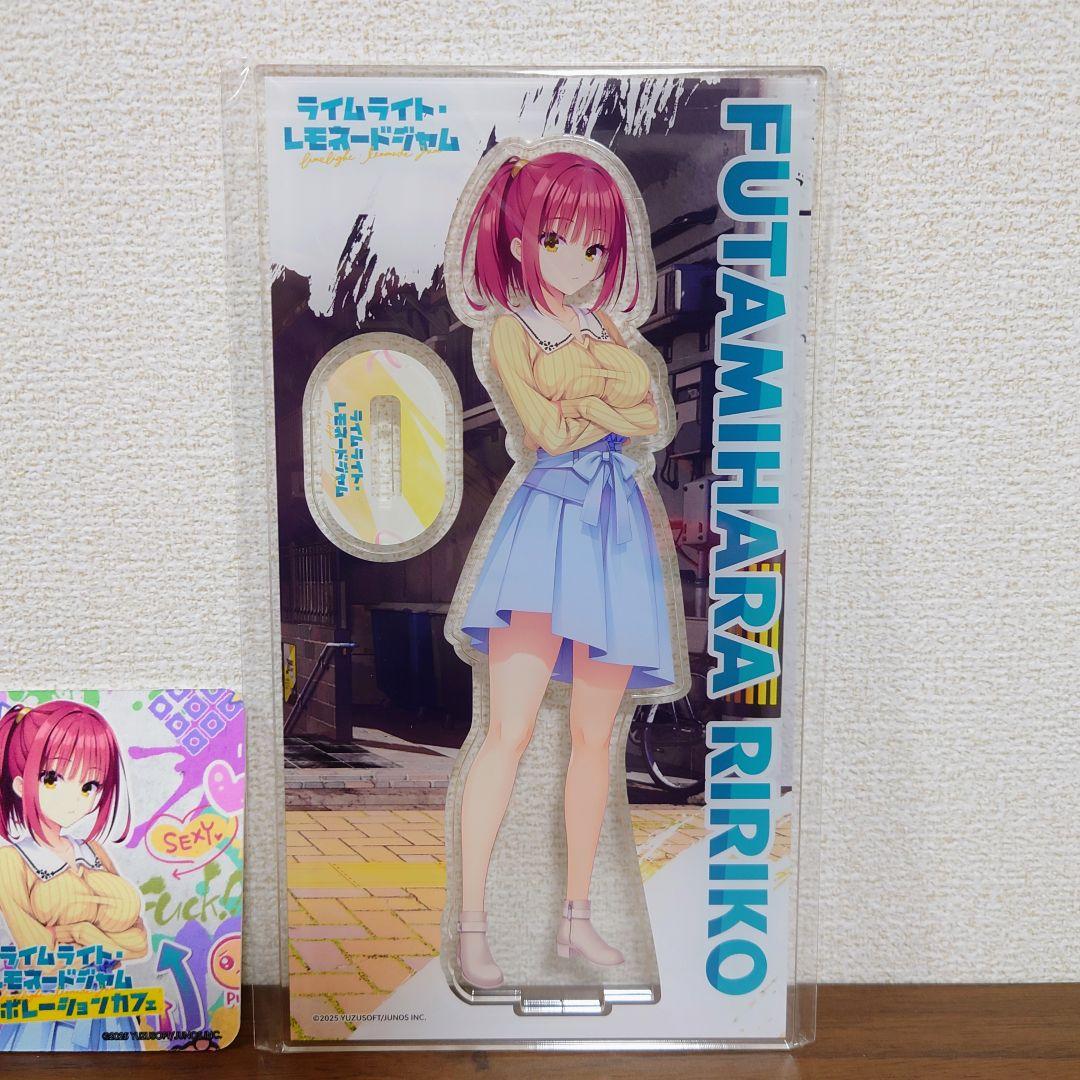 ライムライト・
レモネードジャム
limelight lemonade jam
FUTAMIHARA RIRIKO
ライムライト・
レモネードジャム
©2025 YUZUSOFT/JUNOS INC.
SEXY
Fuck!
ライムライト・
レモネードジャム
ボレーションカフェ
©2025 YUZUSOFT/JUNOS INC.